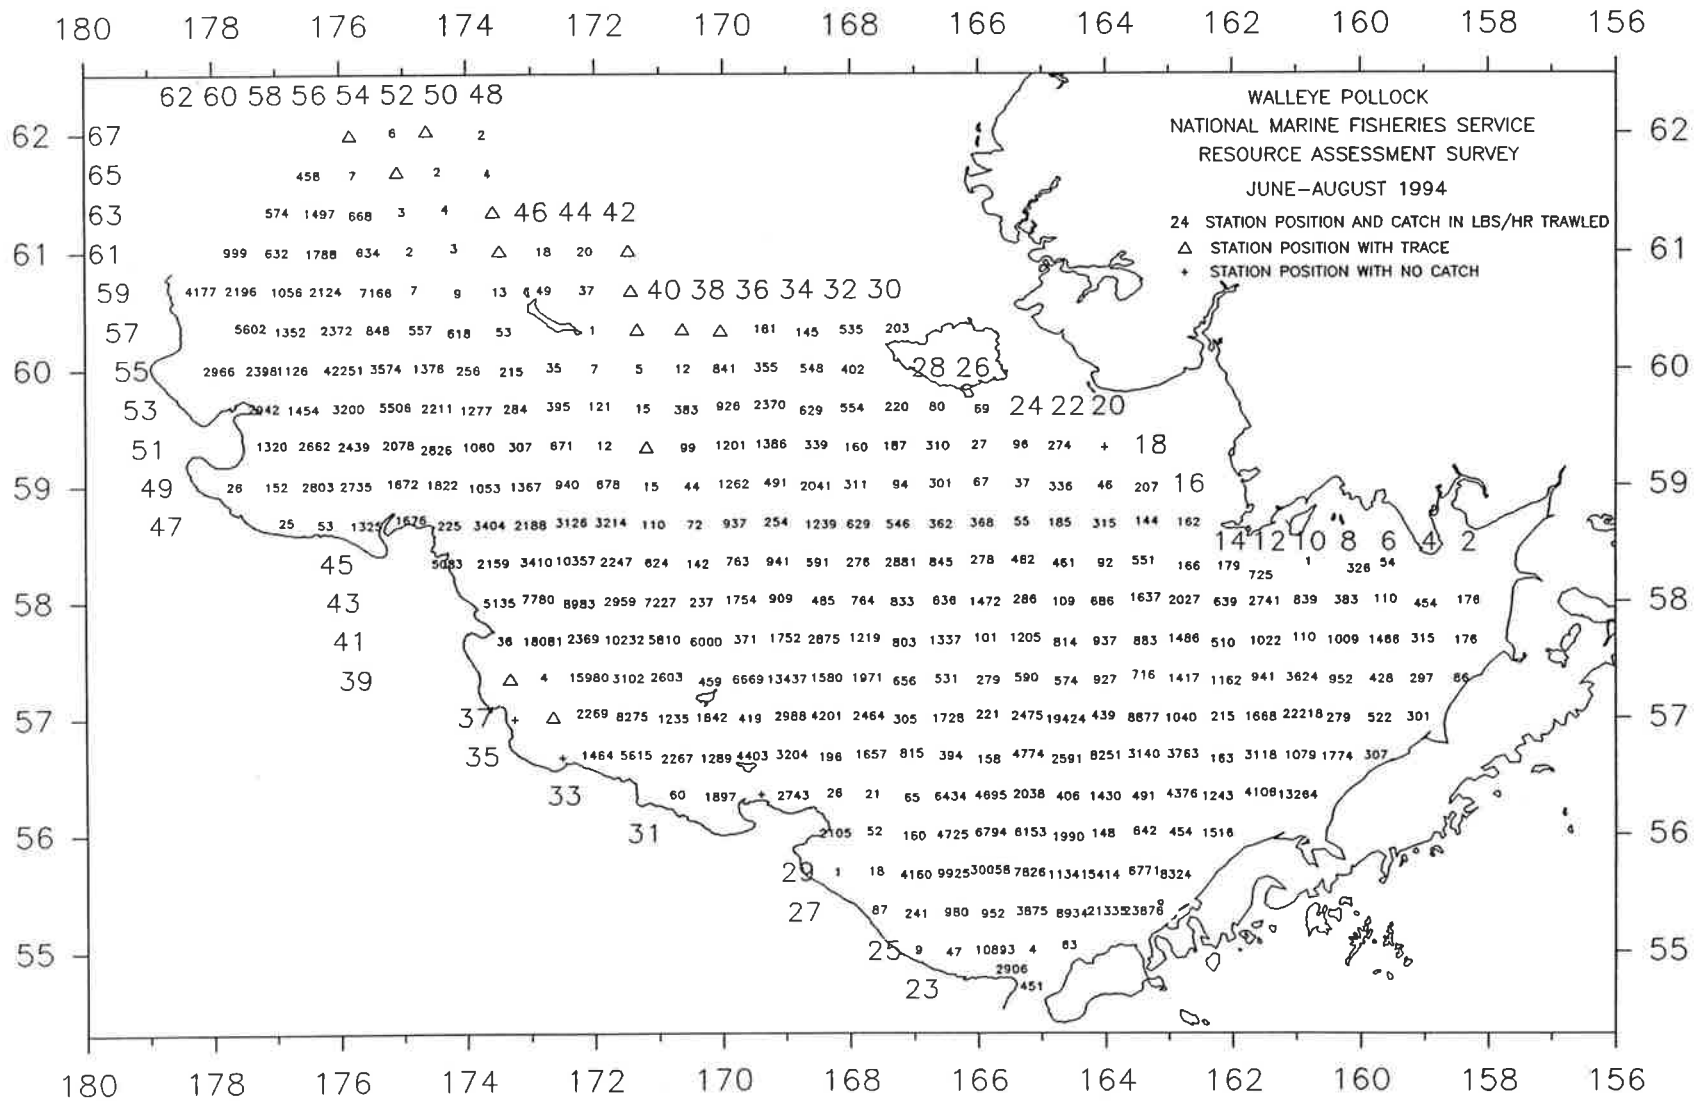 180 178 176 174 172 170 168 166 164 162 160 158 156
62 60 58 56 54 52 50 48
WALLEYE POLLOCK
62 67 6 2 62
NATIONAL MARINE FISHERIES SERVICE
RESOURCE ASSESSMENT SURVEY
65 458 7 2 4
JUNE-AUGUST 1994
63 574 1497 668 3 4 46 44 42
24 STATION POSITION AND CATCH IN LBS/HR TRAWLED
61 61 999 632 1788 634 2 3 18 20 61
△ STATION POSITION WITH TRACE
+ STATION POSITION WITH NO CATCH
59 4177 2196 1056 2124 7166 7 9 13 49 37 40 38 36 34 32 30
57 5602 1352 2372 848 557 618 53 1 161 145 535 203
60 55 2966 23981126 42251 3574 1376 256 215 35 7 5 12 841 355 548 402 28 26 60
53 1454 3200 5506 2211 1277 284 395 121 15 383 926 2370 629 554 220 80 69 24 22 20
51 1320 2662 2439 2078 2826 1060 307 671 12 99 1201 1386 339 160 187 310 27 96 274 + 18
59 49 26 152 2803 2735 1672 1822 1053 1367 940 678 15 44 1262 491 2041 311 94 301 67 37 336 46 207 16 59
47 25 53 1325 1676 225 3404 2188 3126 3214 110 72 937 254 1239 629 546 362 368 55 185 315 144 162
14 12 10 8 6 4 2
45 5083 2159 3410 10357 2247 624 142 763 941 591 276 2881 845 278 482 461 92 551 166 179 725 1 326 54
58 43 5135 7780 8983 2959 7227 237 1754 909 485 764 833 636 1472 286 109 686 1637 2027 639 2741 839 383 110 454 176 58
41 36 18081 2369 10232 5810 6000 371 1752 2875 1219 803 1337 101 1205 814 937 883 1486 510 1022 110 1009 1466 315 176
39 4 15980 3102 2603 459 6569 13437 1580 1971 656 531 279 590 574 927 716 1417 1162 941 3624 952 428 297 86
57 37 + 2269 8275 1235 1842 419 2988 4201 2464 305 1728 221 2475 19424 439 8877 1040 215 1668 22218 279 522 301 57
35 + 1464 5615 2267 1289 4403 3204 196 1657 815 394 158 4774 2591 8251 3140 3763 163 3118 1079 1774 307
33 60 1897 + 2743 26 21 65 6434 4695 2038 406 1430 491 4376 1243 4106 13264
56 31 2105 52 160 4725 6794 6153 1990 148 642 454 1516 56
29 1 18 4160 9925 30058 7826 11341 5414 6771 8324
27 87 241 980 952 3875 8934 21335 23876
55 25 9 47 10893 4 63 55
2906
23 451
180 178 176 174 172 170 168 166 164 162 160 158 156